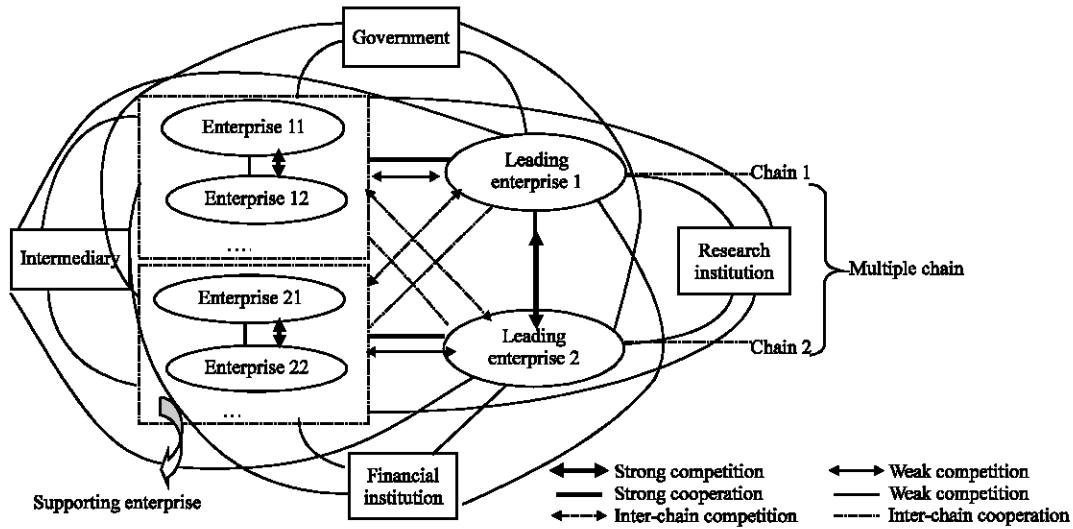 Government
Enterprise 11
Leading
enterprise 1
Chain 1
Enterprise 12
....
Intermediary
Research
institution
Multiple chain
Enterprise 21
Leading
enterprise 2
Chain 2
Enterprise 22
...
Supporting enterprise
Financial
institution
Strong competition
Weak competition
Strong cooperation
Weak competition
Inter-chain competition
Inter-chain cooperation